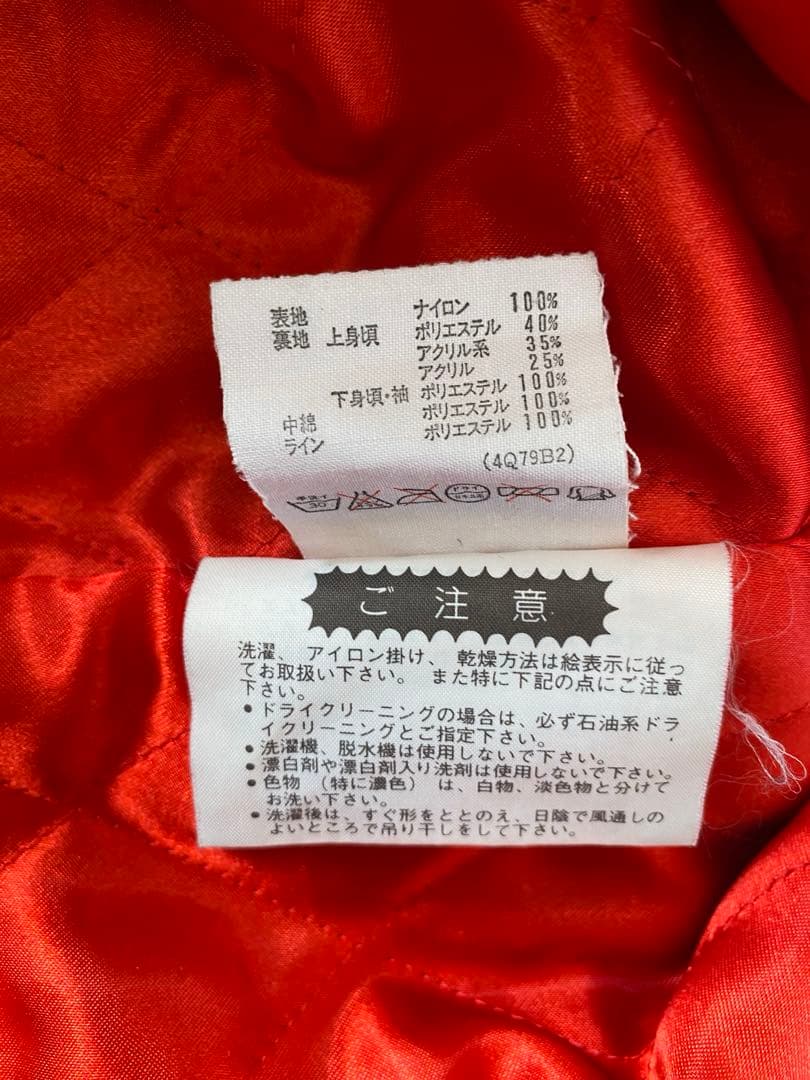 表地 ナイロン 100%
裏地 上身頃 ポリエステル 40%
アクリル系 35%
アクリル 25%
下身頃・袖 ポリエステル 100%
中綿 ポリエステル 100%
ライン ポリエステル 100%
(4Q79B2)
手洗イ 30
ドライ
ご注意
洗濯、アイロン掛け、乾燥方法は絵表示に従っ
てお取扱い下さい。また特に下記の点にご注意
下さい。
•ドライクリーニングの場合は、必ず石油系ドラ
イクリーニングとご指定下さい。
•洗濯機、脱水機は使用しないで下さい。
•漂白剤や漂白剤入り洗剤は使用しないで下さい。
•色物(特に濃色)は、白物、淡色物と分けて
お洗い下さい。
•洗濯後は、すぐ形をととのえ、日陰で風通しの
よいところで吊り干しをして下さい。